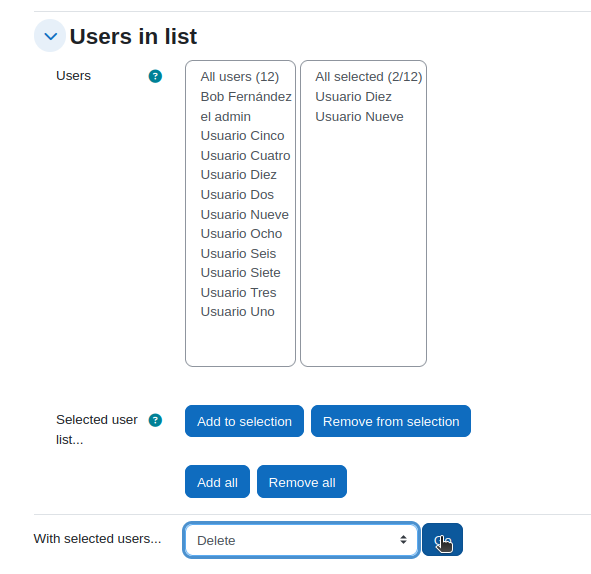 Users in list
Users
?
All users (12)
Bob Fernández
el admin
Usuario Cinco
Usuario Cuatro
Usuario Diez
Usuario Dos
Usuario Nueve
Usuario Ocho
Usuario Seis
Usuario Siete
Usuario Tres
Usuario Uno
All selected (2/12)
Usuario Diez
Usuario Nueve
Selected user
list...
?
Add to selection
Remove from selection
Add all
Remove all
With selected users...
Delete